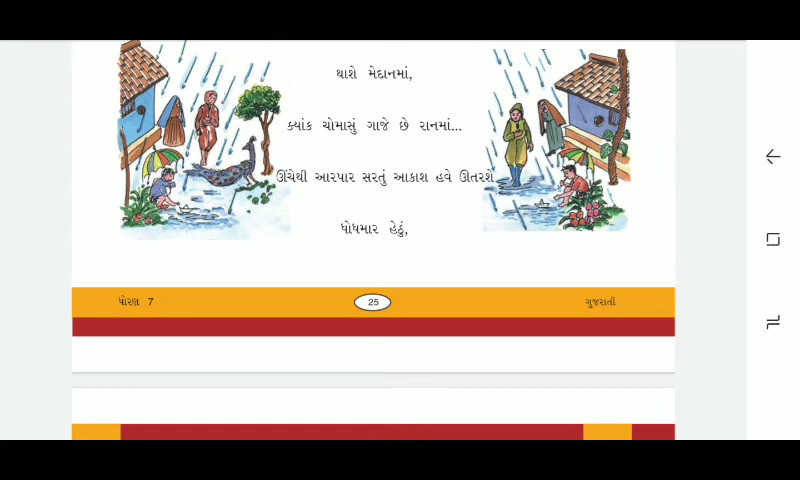 થાશે મેદાનમાં,
ક્યાંક ચોમાસું ગાજે છે રાનમાં...
ઊંચેથી આરપાર સરતું આકાશ હવે ઊતરશે
ધોધમાર હેઠું,
ધોરણ 7
25
ગુજરાતી